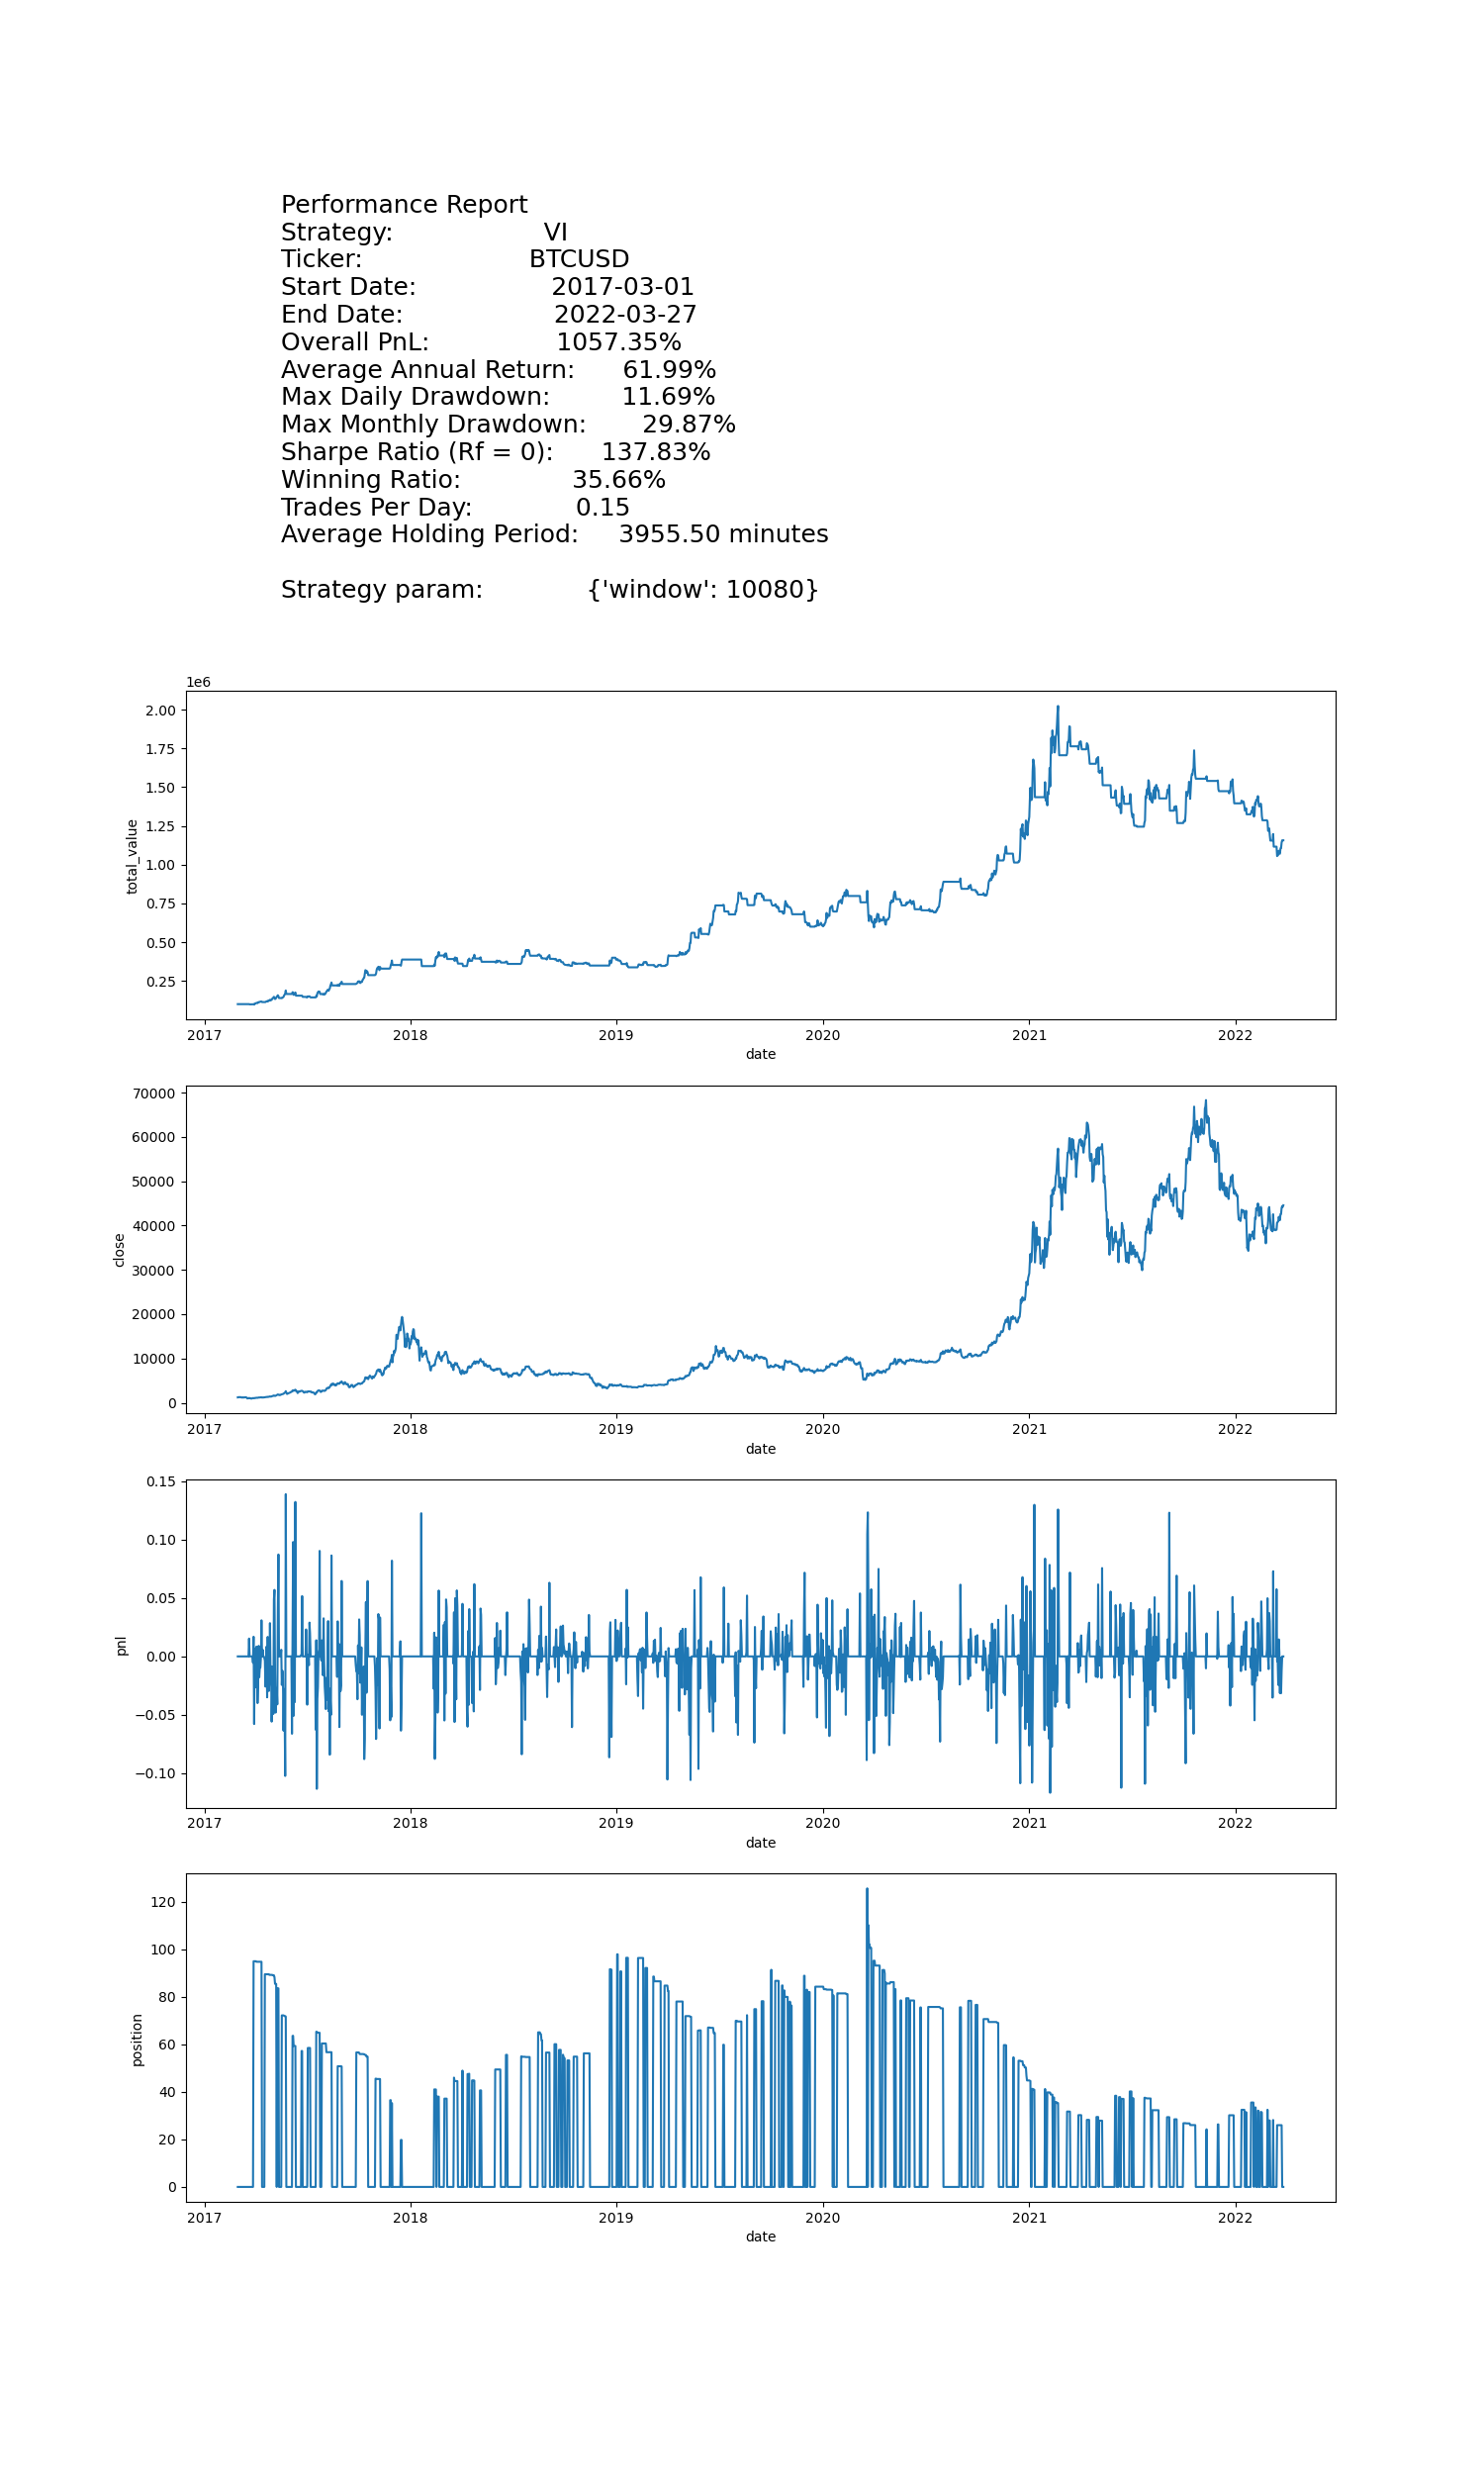 Performance Report
Strategy: VI
Ticker: BTCUSD
Start Date: 2017-03-01
End Date: 2022-03-27
Overall PnL: 1057.35%
Average Annual Return: 61.99%
Max Daily Drawdown: 11.69%
Max Monthly Drawdown: 29.87%
Sharpe Ratio (Rf = 0): 137.83%
Winning Ratio: 35.66%
Trades Per Day: 0.15
Average Holding Period: 3955.50 minutes
Strategy param: {'window': 10080}
1e6
2.00
1.75
1.50
1.25
1.00
0.75
0.50
0.25
total_value
2017 2018 2019 2020 2021 2022
date
70000
60000
50000
40000
30000
20000
10000
0
close
2017 2018 2019 2020 2021 2022
date
0.15
0.10
0.05
0.00
−0.05
−0.10
pnl
2017 2018 2019 2020 2021 2022
date
120
100
80
60
40
20
0
position
2017 2018 2019 2020 2021 2022
date